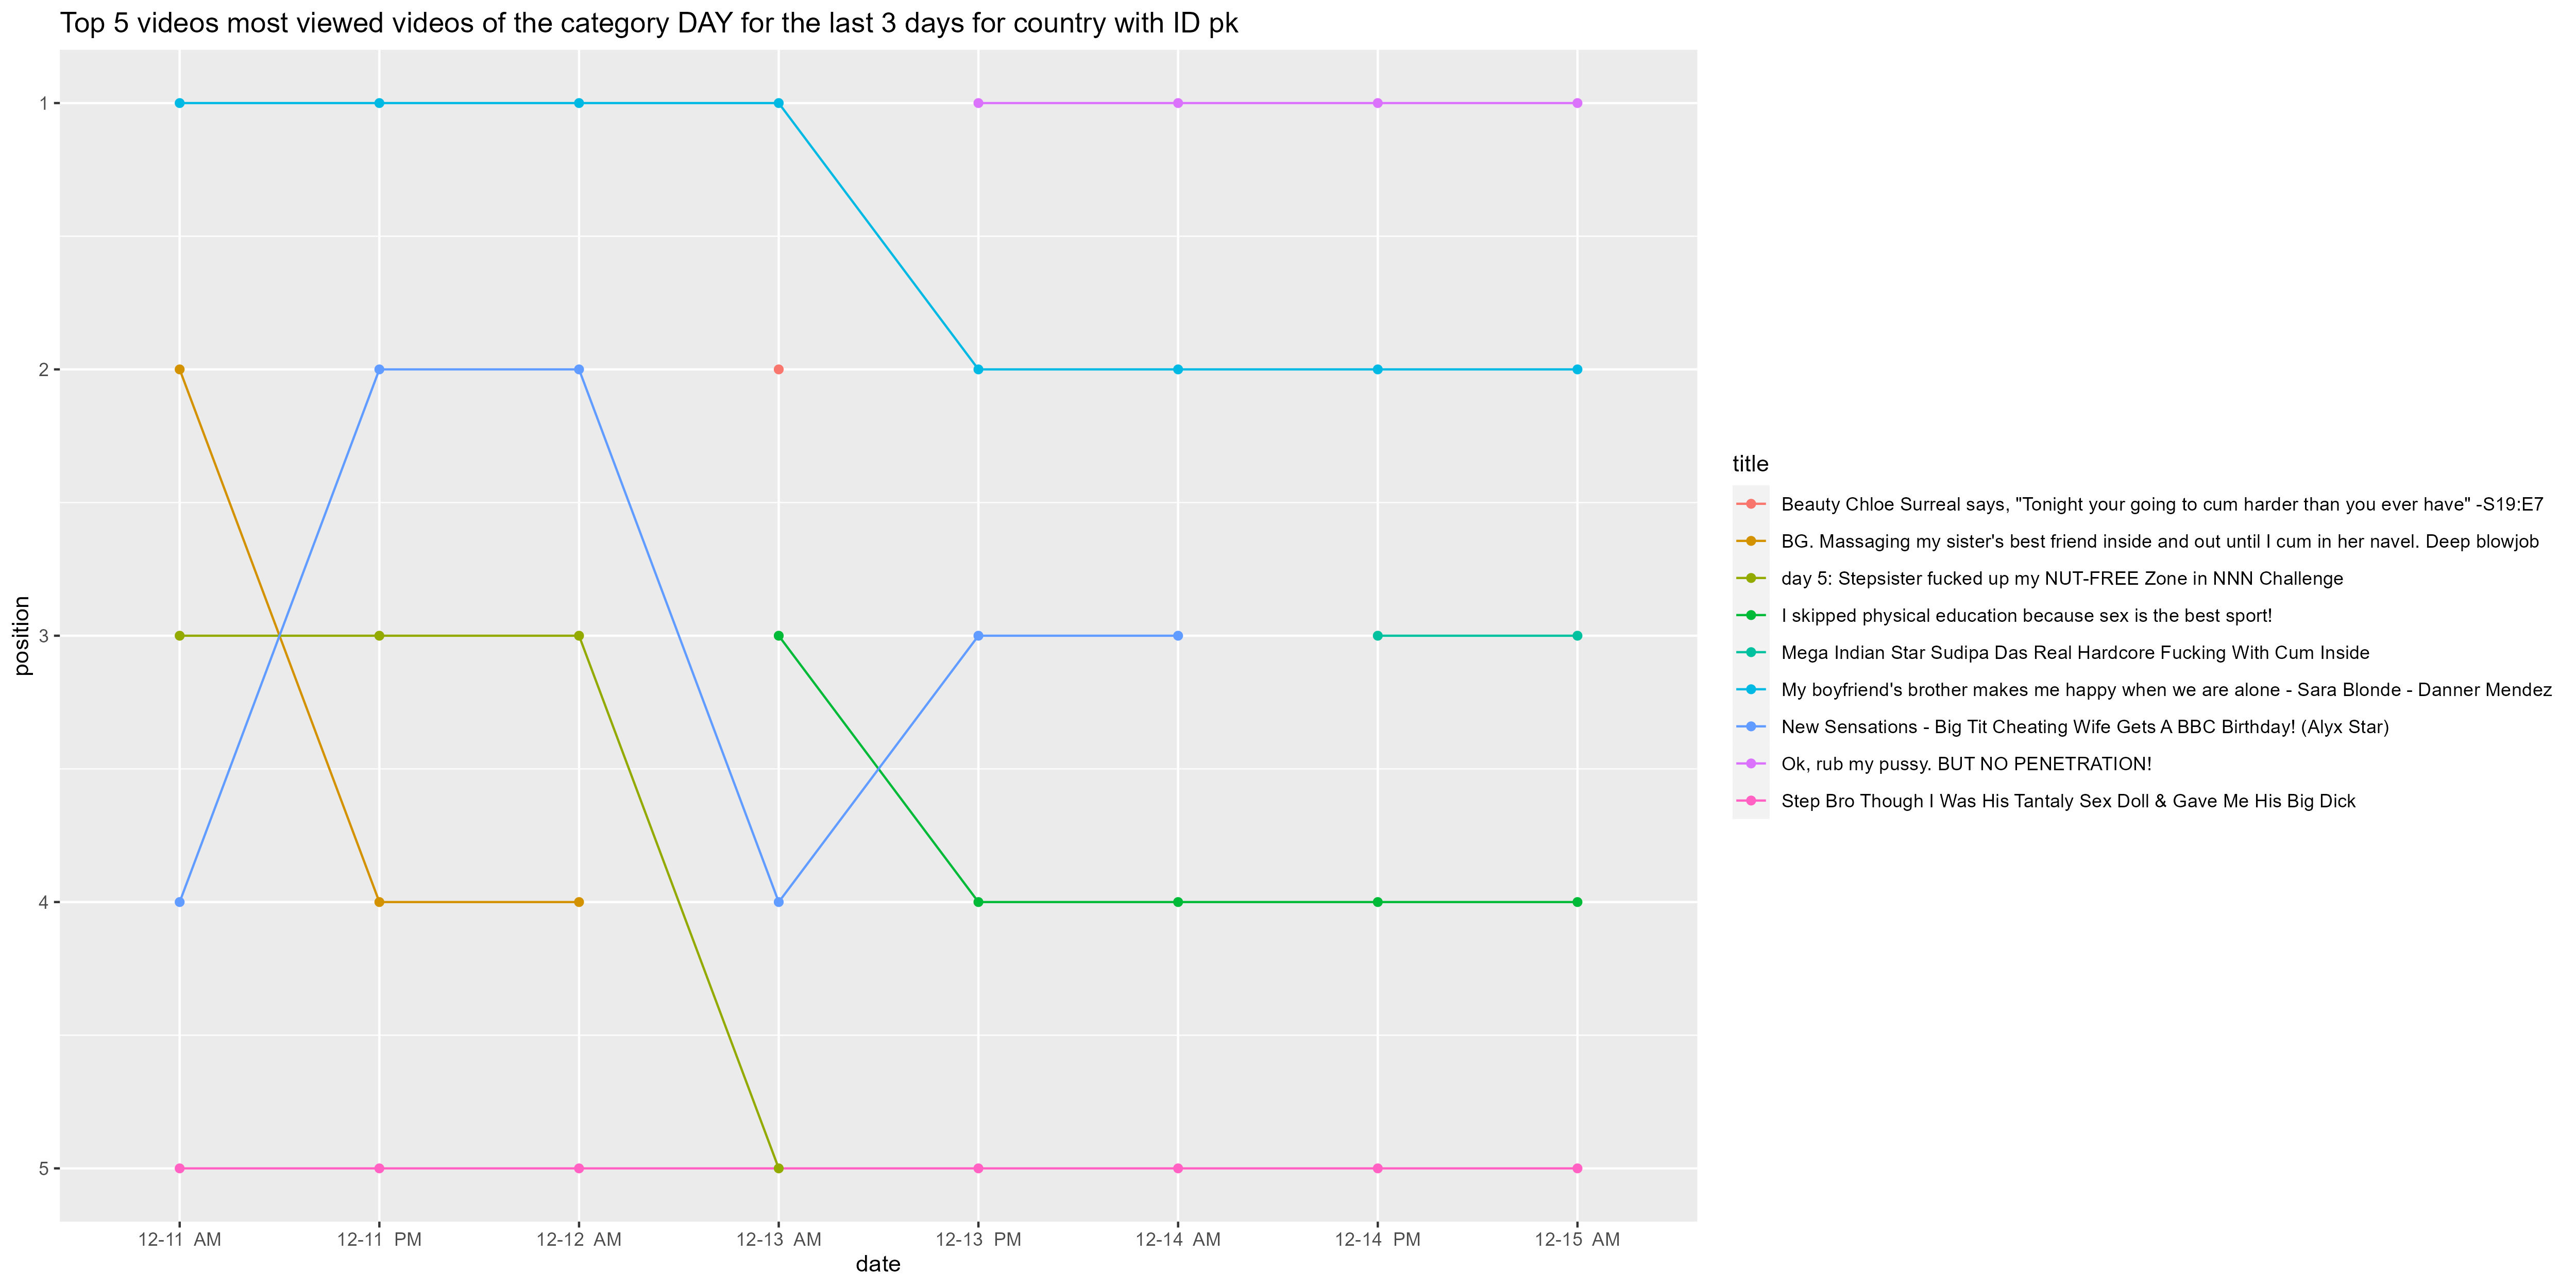 Top 5 videos most viewed videos of the category DAY for the last 3 days for country with ID pk
position
1
2
3
4
5
12-11 AM
12-11 PM
12-12 AM
12-13 AM
12-13 PM
12-14 AM
12-14 PM
12-15 AM
date
title
Beauty Chloe Surreal says, "Tonight your going to cum harder than you ever have" -S19:E7
BG. Massaging my sister's best friend inside and out until I cum in her navel. Deep blowjob
day 5: Stepsister fucked up my NUT-FREE Zone in NNN Challenge
I skipped physical education because sex is the best sport!
Mega Indian Star Sudipa Das Real Hardcore Fucking With Cum Inside
My boyfriend's brother makes me happy when we are alone - Sara Blonde - Danner Mendez
New Sensations - Big Tit Cheating Wife Gets A BBC Birthday! (Alyx Star)
Ok, rub my pussy. BUT NO PENETRATION!
Step Bro Though I Was His Tantaly Sex Doll & Gave Me His Big Dick